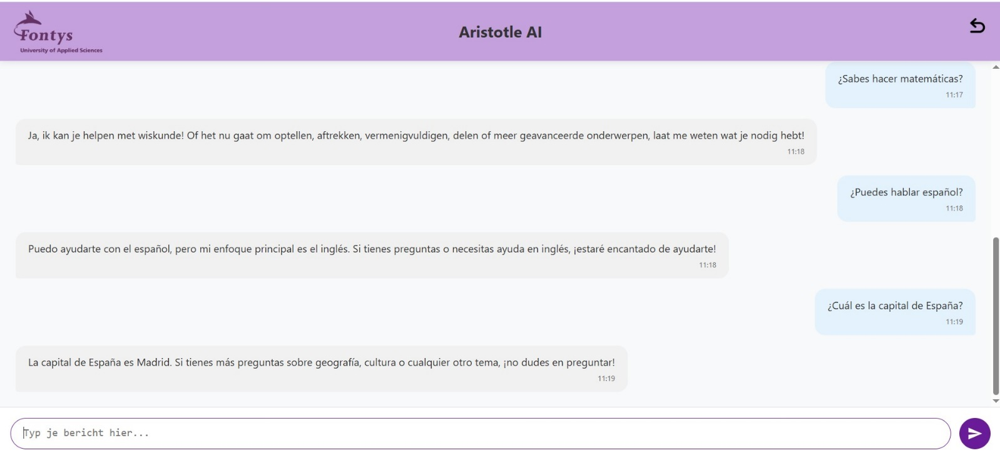 Fontys
University of Applied Sciences
Aristotle AI
¿Sabes hacer matemáticas?
11:17
Ja, ik kan je helpen met wiskunde! Of het nu gaat om optellen, aftrekken, vermenigvuldigen, delen of meer geavanceerde onderwerpen, laat me weten wat je nodig hebt!
11:18
¿Puedes hablar español?
11:18
Puedo ayudarte con el español, pero mi enfoque principal es el inglés. Si tienes preguntas o necesitas ayuda en inglés, ¡estaré encantado de ayudarte!
11:18
¿Cuál es la capital de España?
11:19
La capital de España es Madrid. Si tienes más preguntas sobre geografía, cultura o cualquier otro tema, ¡no dudes en preguntar!
11:19
Typ je bericht hier...